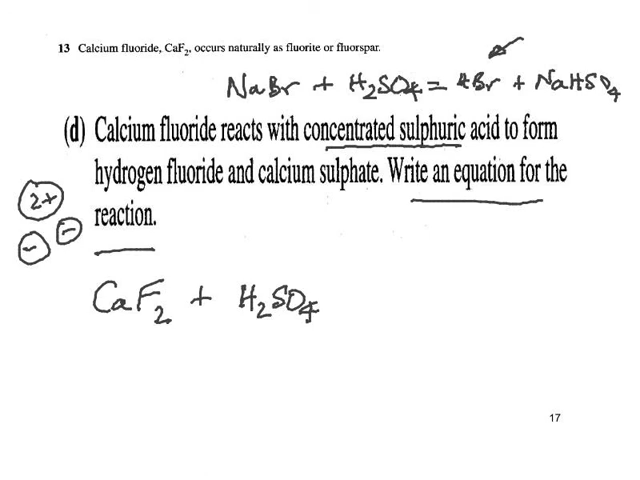 13 Calcium fluoride, CaF₂, occurs naturally as fluorite or fluorspar.
NaBr + H₂SO₄ = HBr + NaHSO₄
(d) Calcium fluoride reacts with concentrated sulphuric acid to form
hydrogen fluoride and calcium sulphate. Write an equation for the
reaction.
2+
- -
CaF₂ + H₂SO₄
17